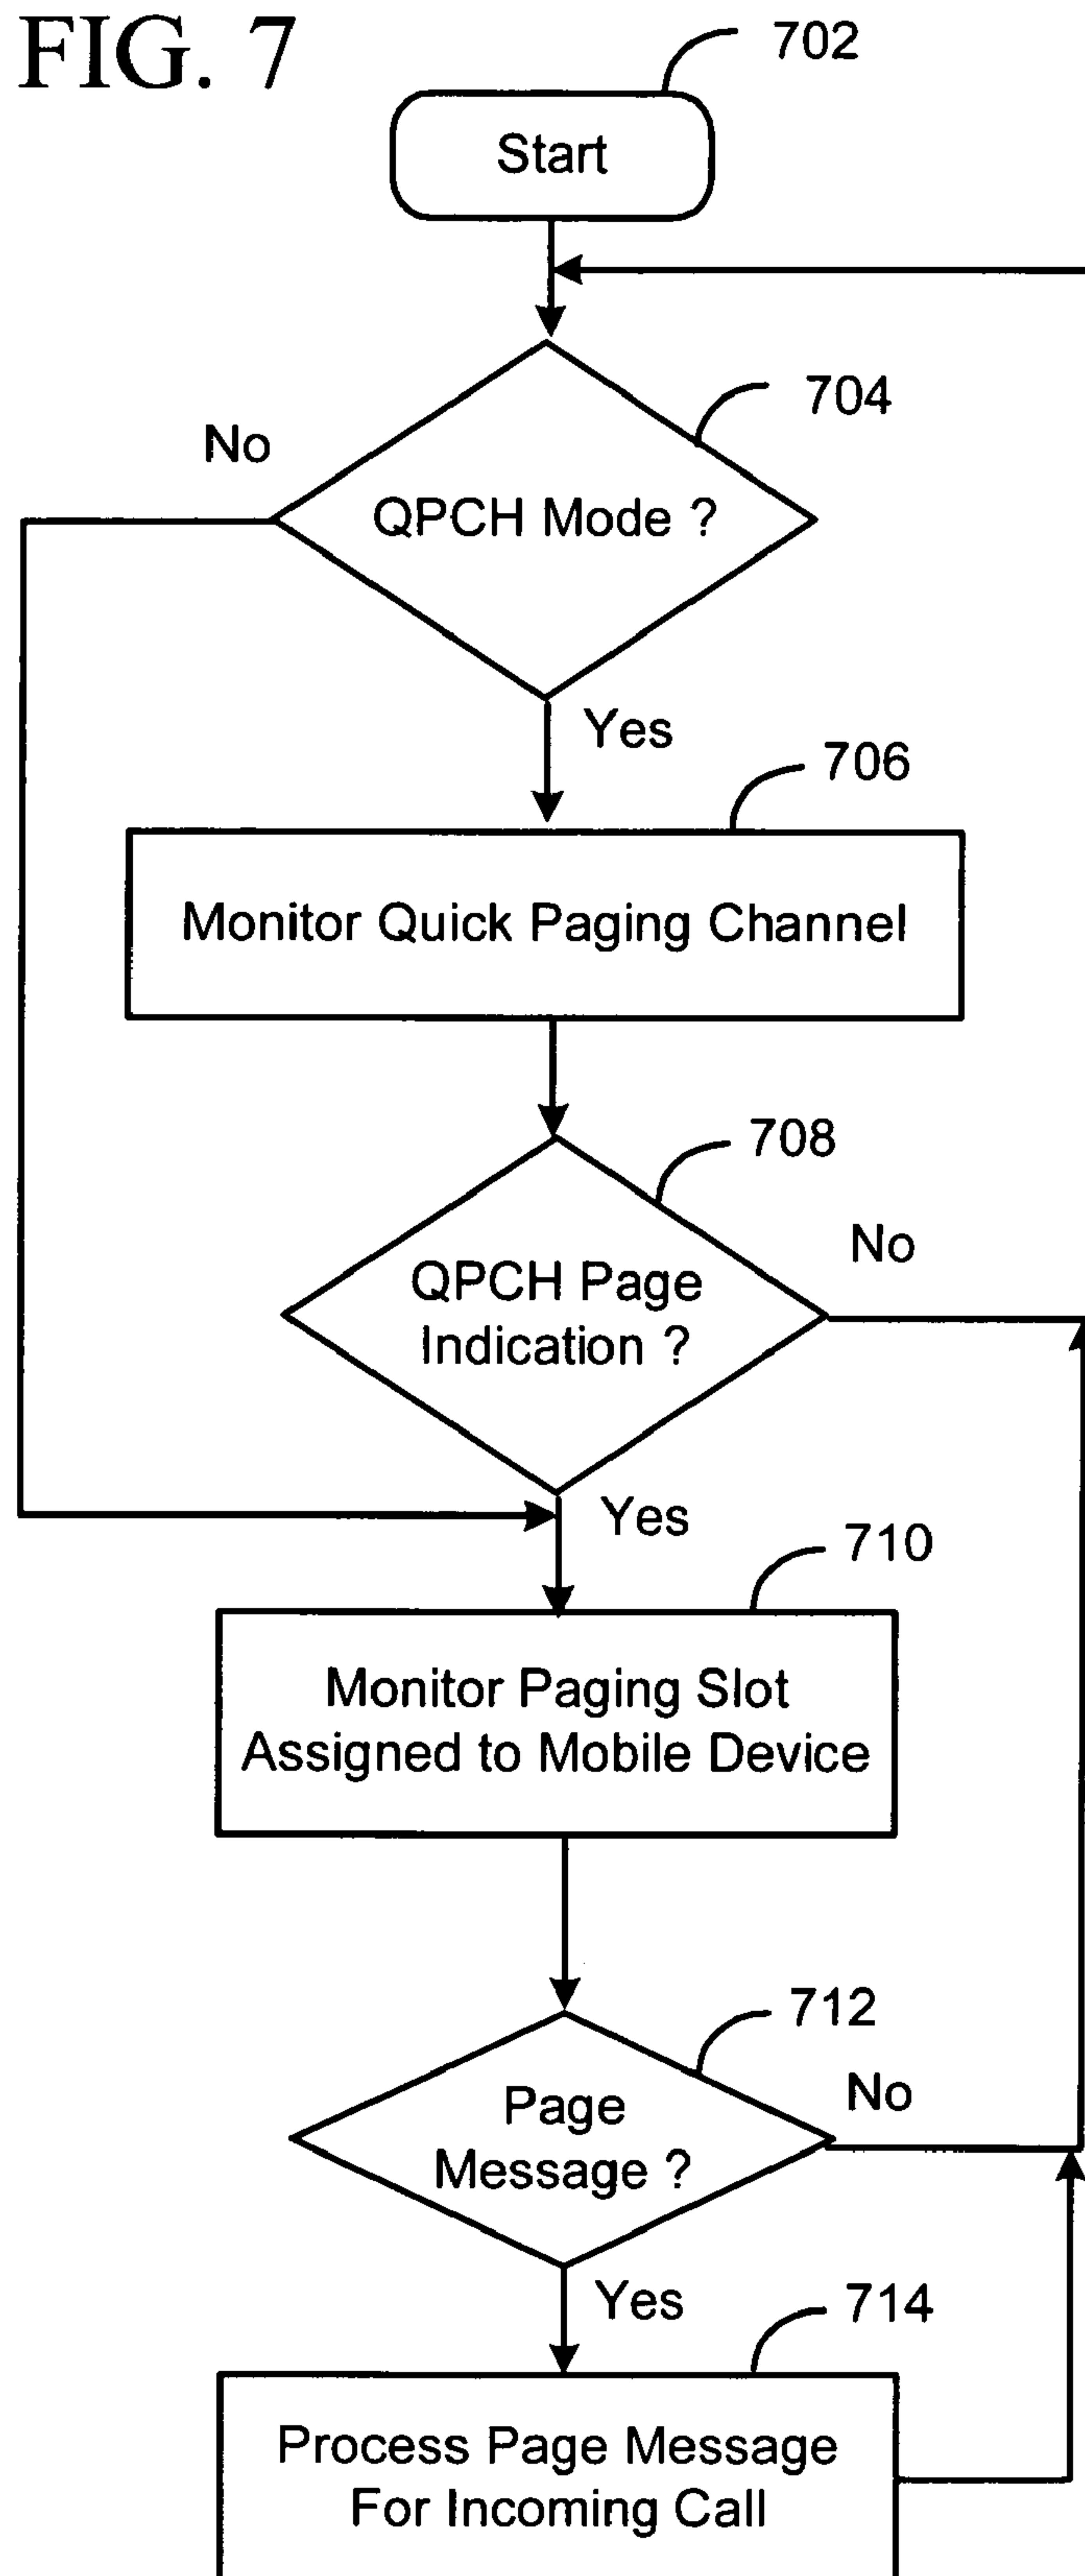 FIG. 7
702
Start
704
No
QPCH Mode ?
Yes
706
Monitor Quick Paging Channel
708
No
QPCH Page
Indication ?
Yes
710
Monitor Paging Slot
Assigned to Mobile Device
712
No
Page
Message ?
Yes
714
Process Page Message
For Incoming Call